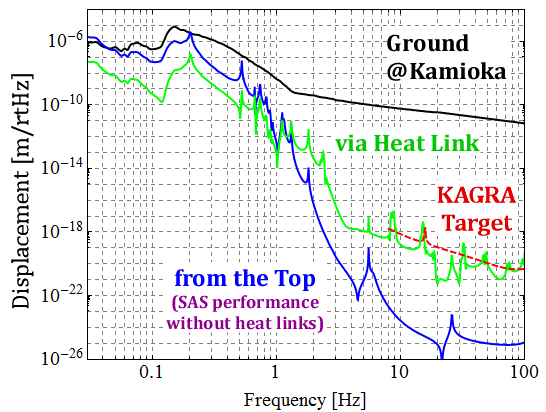 Ground
@Kamioka
via Heat Link
KAGRA
Target
from the Top
(SAS performance
without heat links)
Displacement [m/rtHz]
10^-6
10^-10
10^-14
10^-18
10^-22
10^-26
0.1
1
10
100
Frequency [Hz]